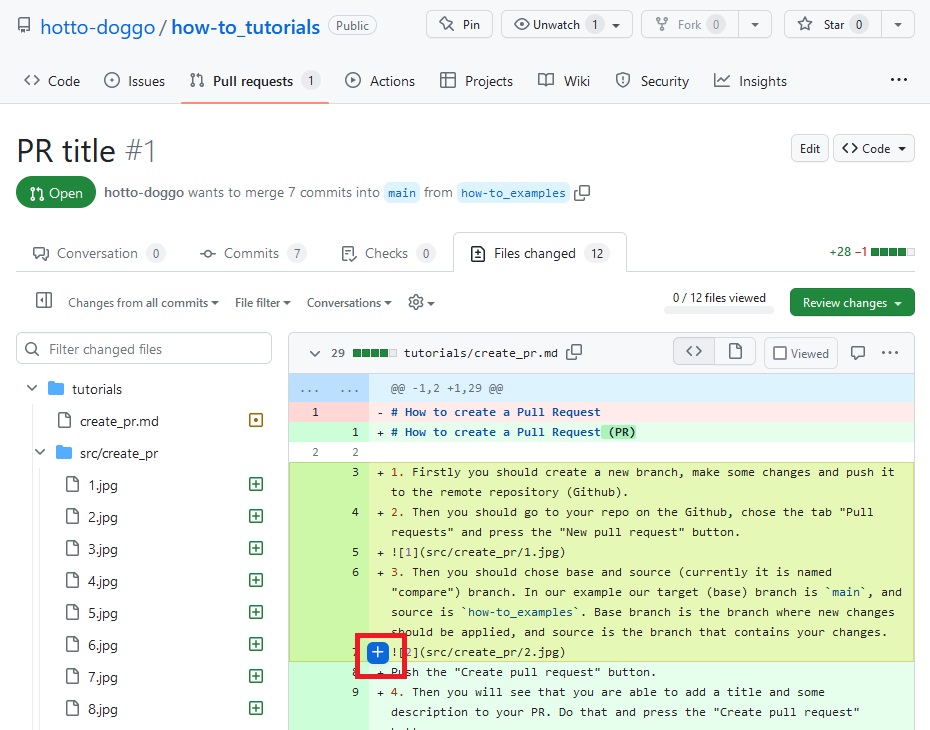 hotto-doggo / how-to_tutorials Public Pin Unwatch 1 Fork 0 Star 0
Code Issues Pull requests 1 Actions Projects Wiki Security Insights ...
PR title #1 Edit Code
Open hotto-doggo wants to merge 7 commits into main from how-to_examples
Conversation 0 Commits 7 Checks 0 Files changed 12 +28 −1
Changes from all commits File filter Conversations 0 / 12 files viewed Review changes
Filter changed files
tutorials
create_pr.md
src/create_pr
1.jpg
2.jpg
3.jpg
4.jpg
5.jpg
6.jpg
7.jpg
8.jpg
29 tutorials/create_pr.md <> Viewed ...
... ... @@ -1,2 +1,29 @@
1 - # How to create a Pull Request
1 + # How to create a Pull Request (PR)
2 2
3 + 1. Firstly you should create a new branch, make some changes and push it
to the remote repository (Github).
4 + 2. Then you should go to your repo on the Github, chose the tab "Pull
requests" and press the "New pull request" button.
5 + ![1](src/create_pr/1.jpg)
6 + 3. Then you should chose base and source (currently it is named
"compare") branch. In our example our target (base) branch is `main`, and
source is `how-to_examples`. Base branch is the branch where new changes
should be applied, and source is the branch that contains your changes.
7 + ![2](src/create_pr/2.jpg)
8 + Push the "Create pull request" button.
9 + 4. Then you will see that you are able to add a title and some
description to your PR. Do that and press the "Create pull request"